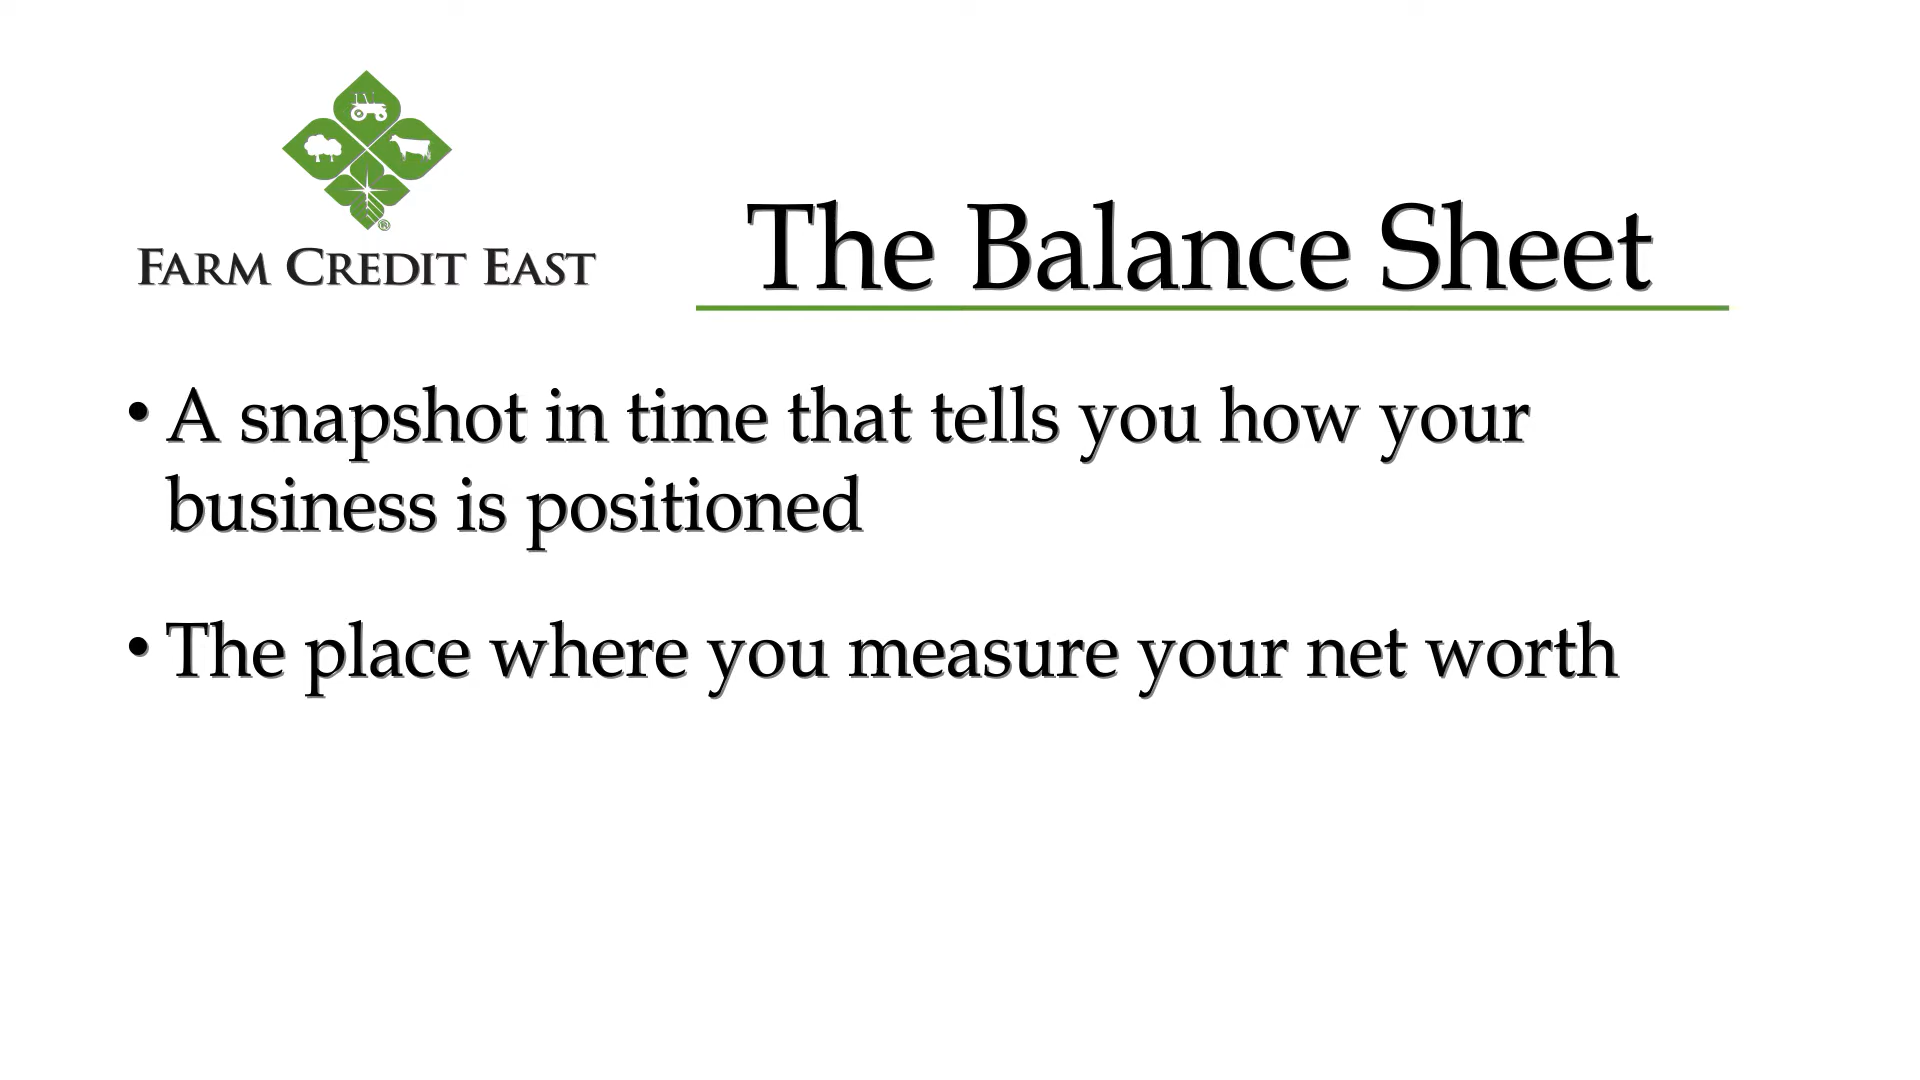 ®
FARM CREDIT EAST
The Balance Sheet
• A snapshot in time that tells you how your
business is positioned
• The place where you measure your net worth